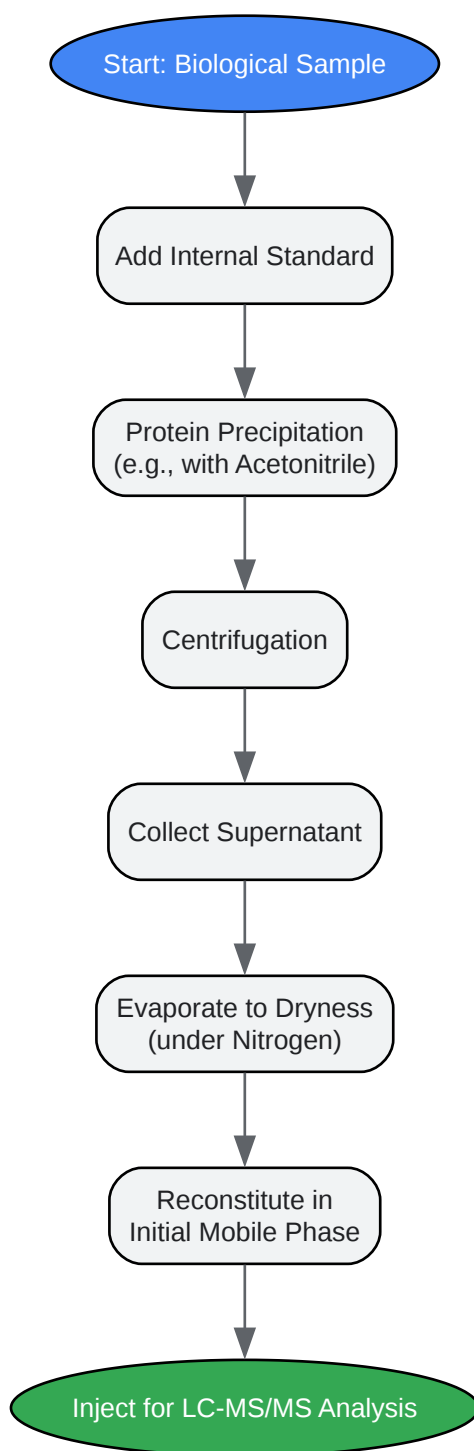 Start: Biological Sample
Add Internal Standard
Protein Precipitation
(e.g., with Acetonitrile)
Centrifugation
Collect Supernatant
Evaporate to Dryness
(under Nitrogen)
Reconstitute in
Initial Mobile Phase
Inject for LC-MS/MS Analysis